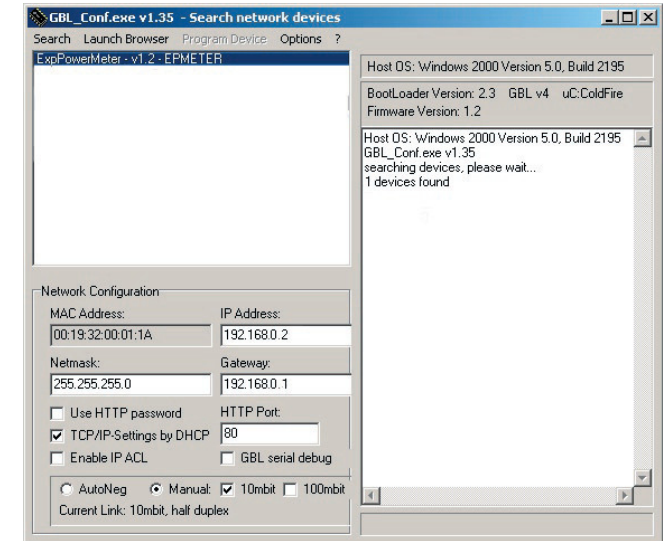 GBL_Conf.exe v1.35 - Search network devices
Search Launch Browser Program Device Options ?
ExpPowerMeter - v1.2 - EPMETER
Host OS: Windows 2000 Version 5.0, Build 2195
BootLoader Version: 2.3 GBL v4 uC:ColdFire
Firmware Version: 1.2
Host OS: Windows 2000 Version 5.0, Build 2195
GBL_Conf.exe v1.35
searching devices, please wait...
1 devices found
Network Configuration
MAC Address: IP Address:
00:19:32:00:01:1A 192.168.0.2
Netmask: Gateway:
255.255.255.0 192.168.0.1
Use HTTP password HTTP Port:
TCP/IP-Settings by DHCP 80
Enable IP ACL GBL serial debug
AutoNeg Manual: 10mbit 100mbit
Current Link: 10mbit, half duplex